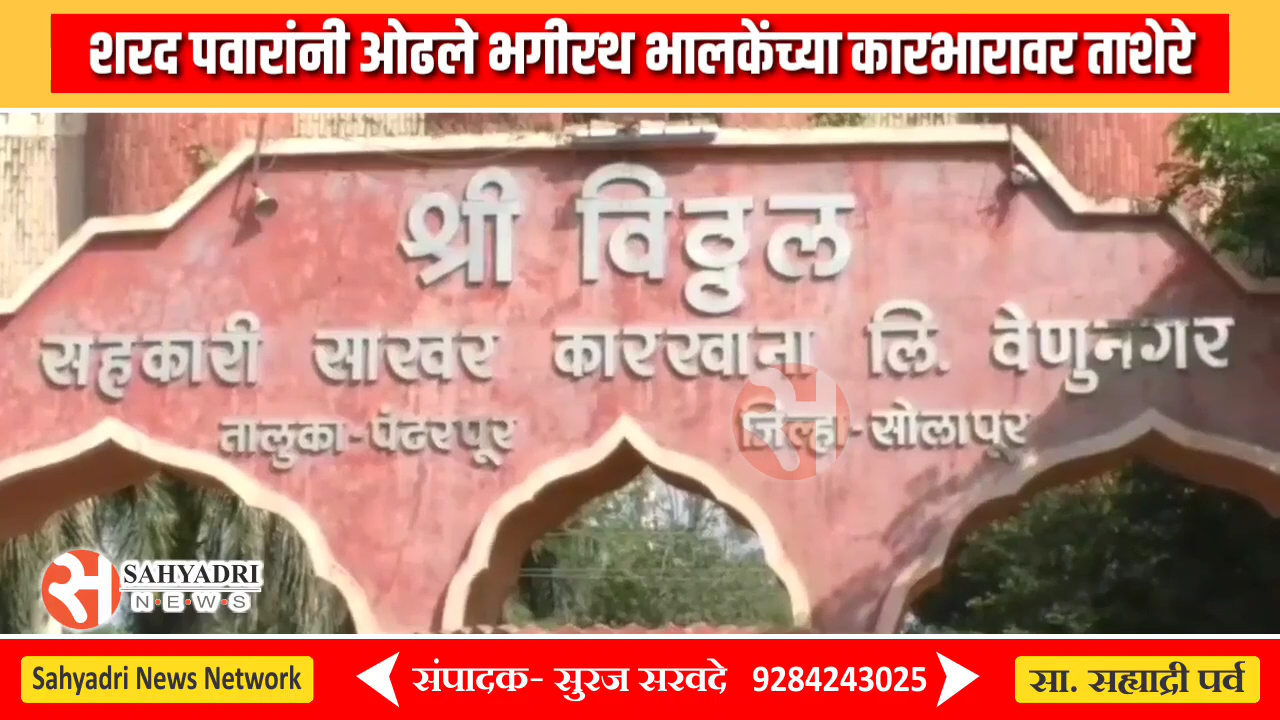 शरद पवारांनी ओढले भगीरथ भालकेंच्या कारभारावर ताशेरे
श्री विठ्ठल
सहकारी साखर कारखाना लि. वेणुनगर
तालुका-पंढरपूर जिल्हा-सोलापूर
स SAHYADRI
NEWS
Sahyadri News Network संपादक- सुरज सरवदे 9284243025 सा. सह्याद्री पर्व